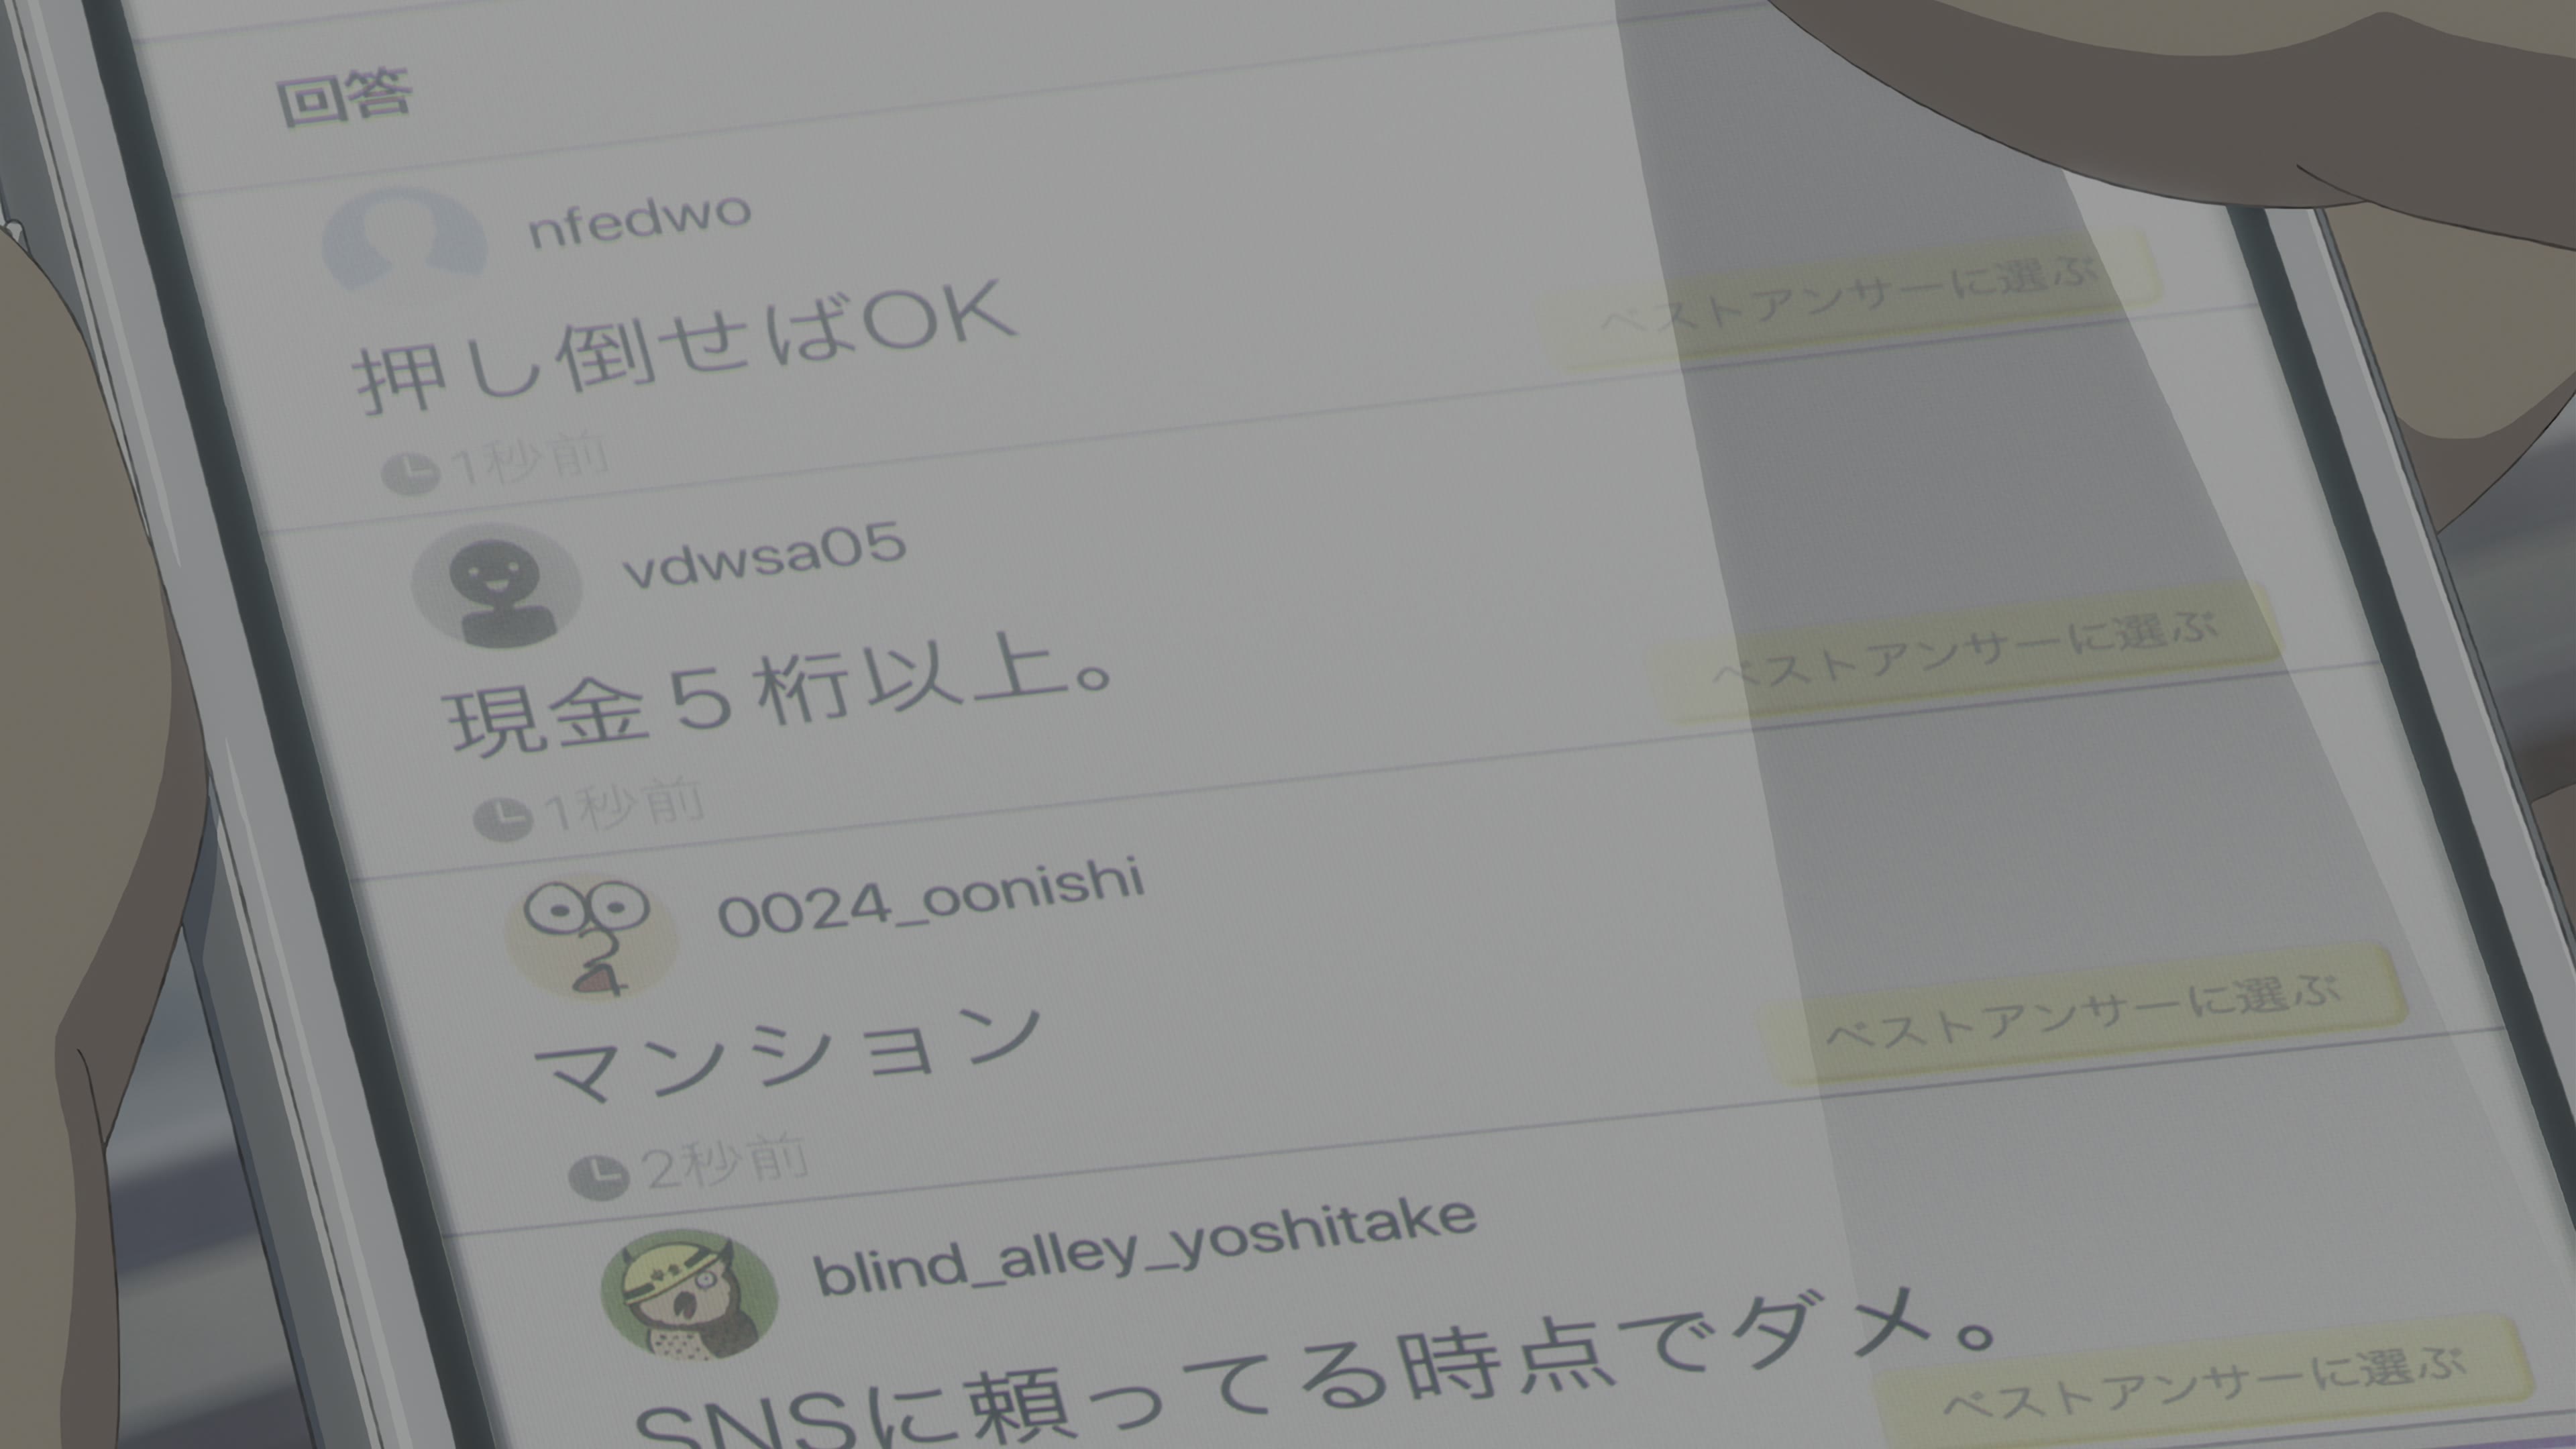 回答
nfedwo
押し倒せばOK
ベストアンサーに選ぶ
1秒前
vdwsa05
現金５桁以上。
ベストアンサーに選ぶ
1秒前
0024_oonishi
マンション
ベストアンサーに選ぶ
2秒前
blind_alley_yoshitake
SNSに頼ってる時点でダメ。
ベストアンサーに選ぶ